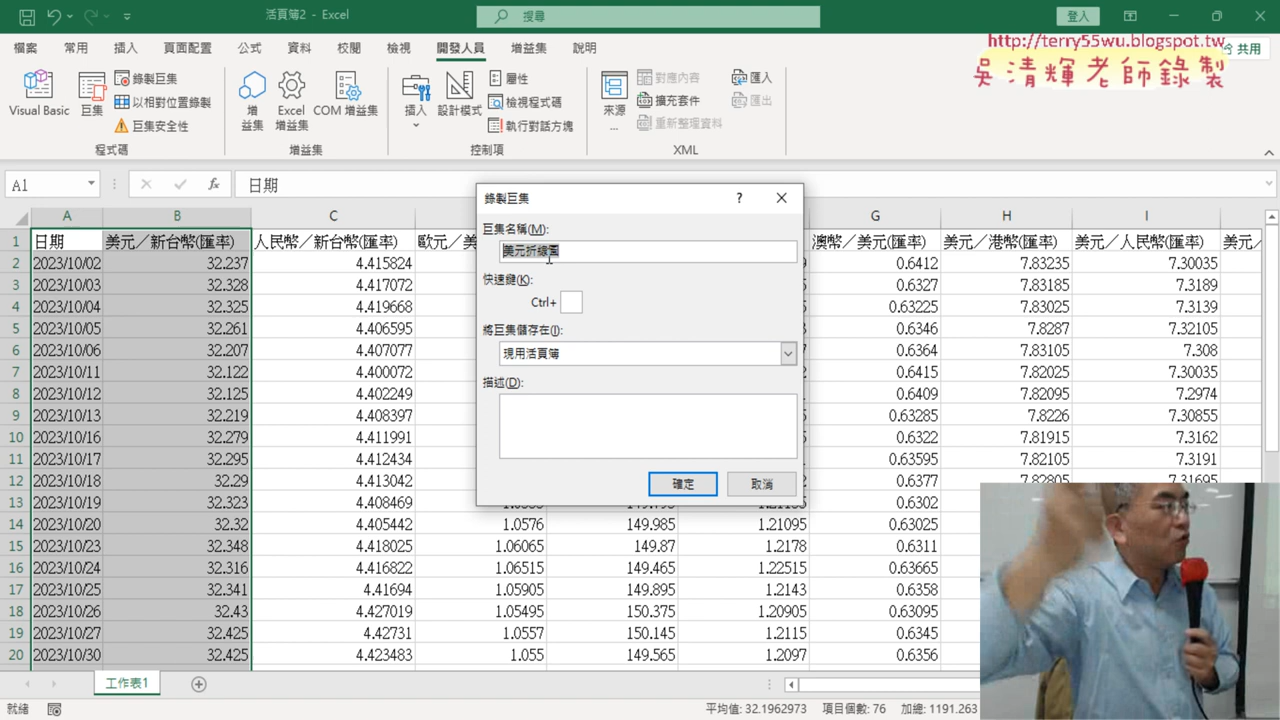 活頁簿2 - Excel
搜尋
登入
檔案 常用 插入 頁面配置 公式 資料 校閱 檢視 開發人員 增益集 說明
共用
http://terry55wu.blogspot.tw
吳清輝老師錄製
Visual Basic
巨集
錄製巨集
以相對位置錄製
巨集安全性
程式碼
增益集
Excel 增益集
COM 增益集
增益集
插入
設計模式
屬性
檢視程式碼
執行對話方塊
控制項
來源...
對應內容
擴充套件
重新整理資料
匯入
匯出
XML
A1
fx
日期
A B C G H I
1 日期 美元／新台幣(匯率) 人民幣／新台幣(匯率) 歐元／美 澳幣／美元(匯率) 美元／港幣(匯率) 美元／人民幣(匯率) 美元／
2 2023/10/02 32.237 4.415824 0.6412 7.83235 7.30035
3 2023/10/03 32.328 4.417072 0.6327 7.83185 7.3189
4 2023/10/04 32.325 4.419668 0.63225 7.83025 7.3139
5 2023/10/05 32.261 4.406595 0.6346 7.8287 7.32105
6 2023/10/06 32.207 4.407077 0.6364 7.83105 7.308
7 2023/10/11 32.122 4.400072 0.6415 7.82025 7.30035
8 2023/10/12 32.125 4.402249 0.6409 7.82095 7.2974
9 2023/10/13 32.219 4.408397 0.63285 7.8226 7.30855
10 2023/10/16 32.279 4.411991 0.6322 7.81915 7.3162
11 2023/10/17 32.295 4.412434 0.63595 7.82105 7.3191
12 2023/10/18 32.29 4.413042 0.6377 7.82805 7.31695
13 2023/10/19 32.323 4.408469 0.6302
14 2023/10/20 32.32 4.405442 1.0576 149.985 1.21095 0.63025
15 2023/10/23 32.348 4.418025 1.06065 149.87 1.2178 0.6311
16 2023/10/24 32.316 4.416822 1.06515 149.465 1.22515 0.63665
17 2023/10/25 32.341 4.41694 1.05905 149.895 1.2143 0.6358
18 2023/10/26 32.43 4.427019 1.05495 150.375 1.20905 0.63095
19 2023/10/27 32.425 4.42731 1.0557 150.145 1.2115 0.6345
20 2023/10/30 32.425 4.423483 1.055 149.565 1.2097 0.6356
錄製巨集
?
巨集名稱(M):
美元折線圖
快速鍵(K):
Ctrl+
將巨集儲存在(I):
現用活頁簿
描述(D):
確定 取消
工作表1
就緒
平均值: 32.1962973 項目個數: 76 加總: 1191.263